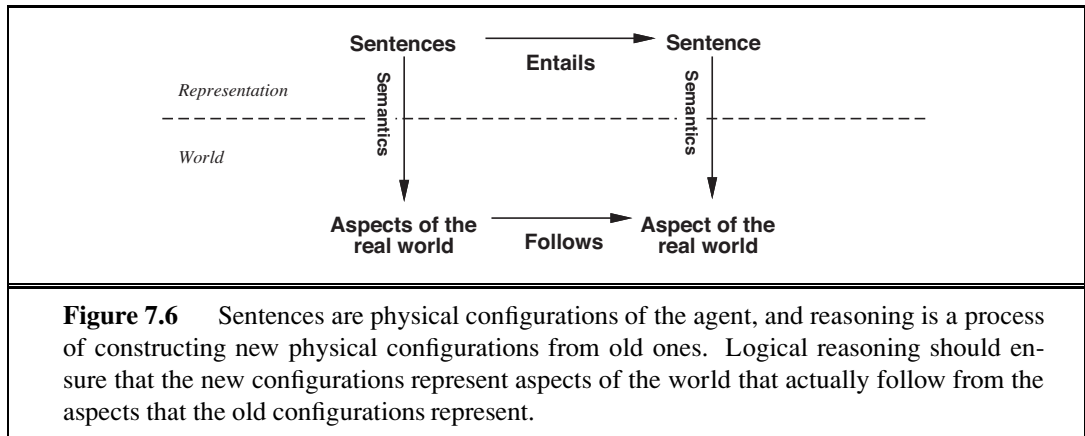 Sentences
Sentence
Entails
Semantics
Semantics
Representation
World
Aspects of the
real world
Follows
Aspect of the
real world
Figure 7.6 Sentences are physical configurations of the agent, and reasoning is a process
of constructing new physical configurations from old ones. Logical reasoning should en-
sure that the new configurations represent aspects of the world that actually follow from the
aspects that the old configurations represent.